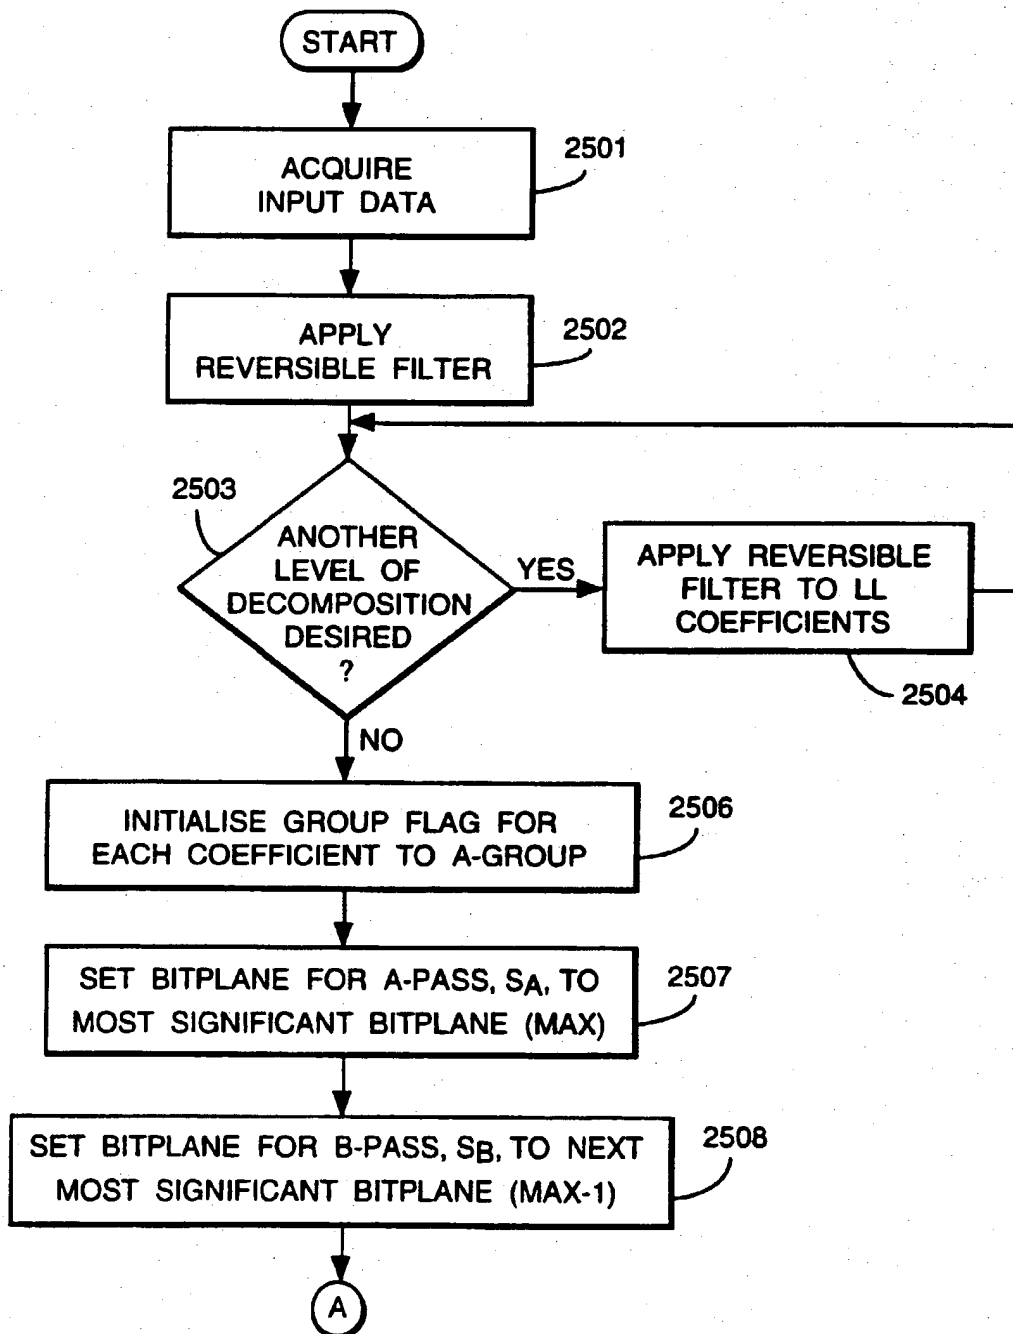 START
ACQUIRE
INPUT DATA
2501
APPLY
REVERSIBLE FILTER
2502
2503
ANOTHER
LEVEL OF
DECOMPOSITION
DESIRED
?
YES
APPLY REVERSIBLE
FILTER TO LL
COEFFICIENTS
2504
NO
INITIALISE GROUP FLAG FOR
EACH COEFFICIENT TO A-GROUP
2506
SET BITPLANE FOR A-PASS, SA, TO
MOST SIGNIFICANT BITPLANE (MAX)
2507
SET BITPLANE FOR B-PASS, SB, TO NEXT
MOST SIGNIFICANT BITPLANE (MAX-1)
2508
A